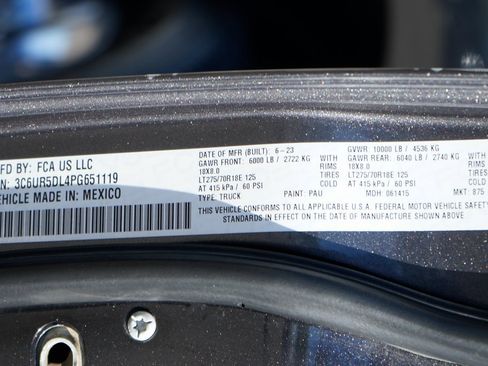 MFD BY: FCA US LLC
N: 3C6UR5DL4PG651119
VEHICLE MADE IN: MEXICO
DATE OF MFR (BUILT): 6-23
GAWR FRONT: 6000 LB / 2722 KG WITH
18X8.0 RIMS
LT275/70R18E 125 TIRES
AT 415 kPa / 60 PSI COLD
TYPE: TRUCK PAINT: PAU
GVWR 10000 LB / 4536 KG
GAWR REAR: 6040 LB / 2740 KG WITH
18X8.0 RIMS
LT275/70R18E 125 TIRES
AT 415 kPa / 60 PSI COLD
MDH: 061415 MKT: 875
THIS VEHICLE CONFORMS TO ALL APPLICABLE U.S.A. FEDERAL MOTOR VEHICLE SAFETY
IN EFFECT ON THE DATE OF MANUFACTURE SHOWN ABOVE.